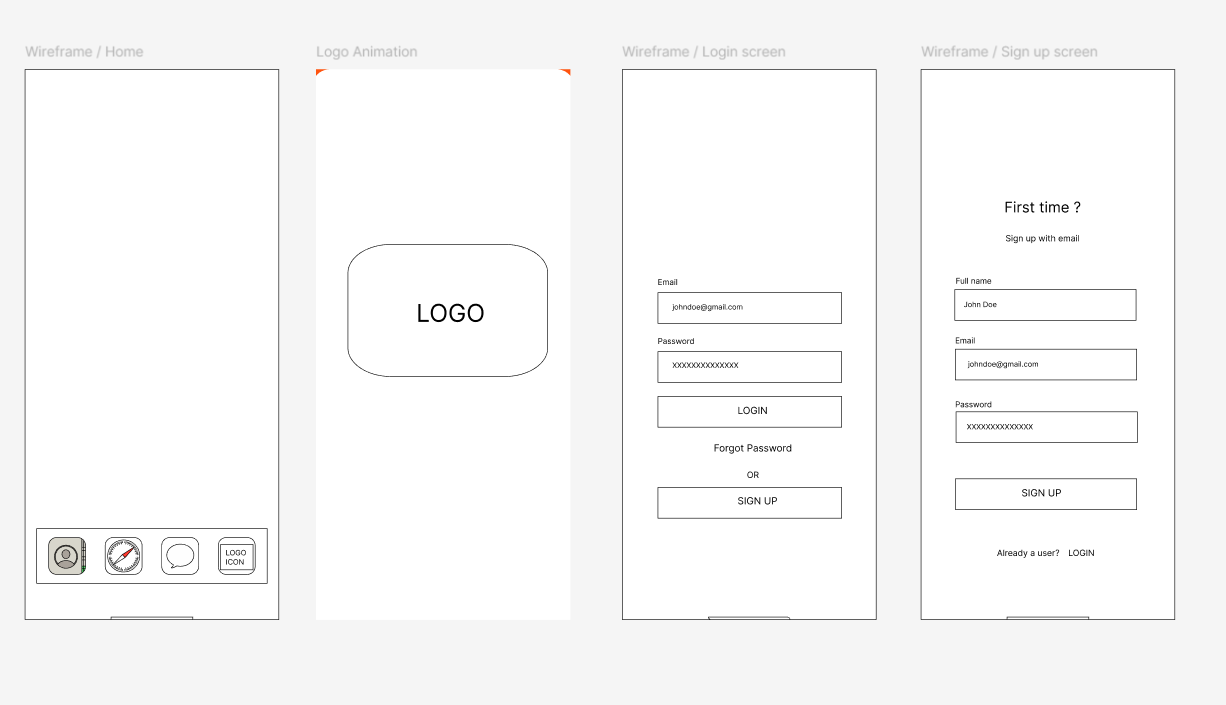 Wireframe / Home
Logo Animation
Wireframe / Login screen
Wireframe / Sign up screen
LOGO
ICON
LOGO
Email
johndoe@gmail.com
Password
XXXXXXXXXXXXXX
LOGIN
Forgot Password
OR
SIGN UP
First time ?
Sign up with email
Full name
John Doe
Email
johndoe@gmail.com
Password
XXXXXXXXXXXXXX
SIGN UP
Already a user? LOGIN